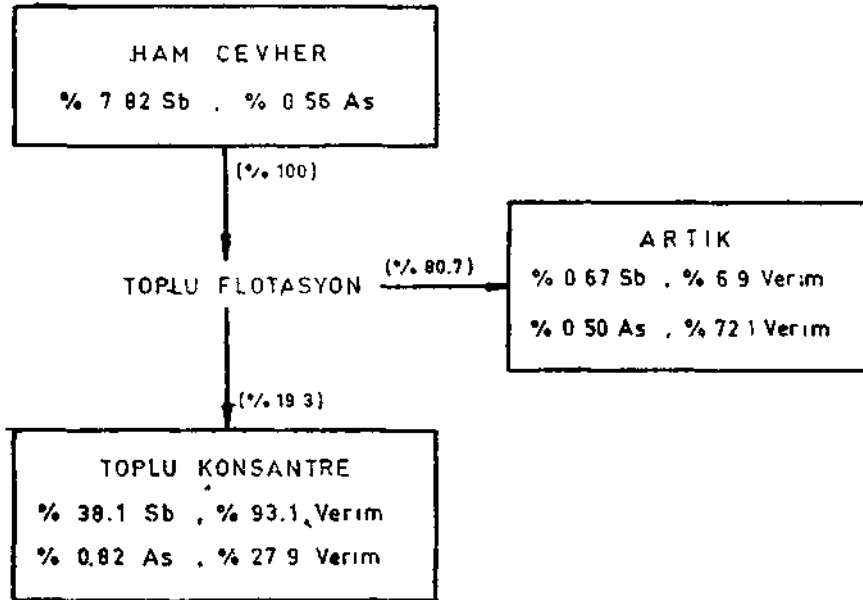 HAM CEVHER
% 7.82 Sb , % 0.56 As
(% 100)
TOPLU FLOTASYON
(% 80.7)
ARTIK
% 0.67 Sb , % 6.9 Verim
% 0.50 As , % 72.1 Verim
(% 19.3)
TOPLU KONSANTRE
% 38.1 Sb , % 93.1 Verim
% 0.82 As , % 27.9 Verim